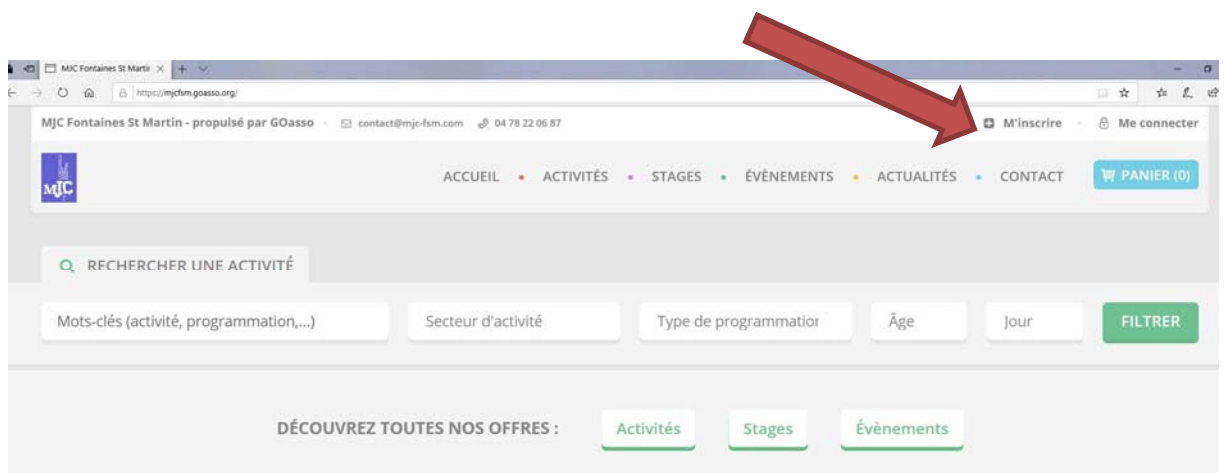 MJC Fontaines St Martin
https://mjcfsm.goasso.org/
MJC Fontaines St Martin - propulsé par GOasso contact@mjc-fsm.com 04 78 22 06 87 M'inscrire Me connecter
MJC ACCUEIL • ACTIVITÉS • STAGES • ÉVÈNEMENTS • ACTUALITÉS • CONTACT PANIER (0)
RECHERCHER UNE ACTIVITÉ
Mots-clés (activité, programmation,...) Secteur d'activité Type de programmation Âge Jour FILTRER
DÉCOUVREZ TOUTES NOS OFFRES : Activités Stages Évènements